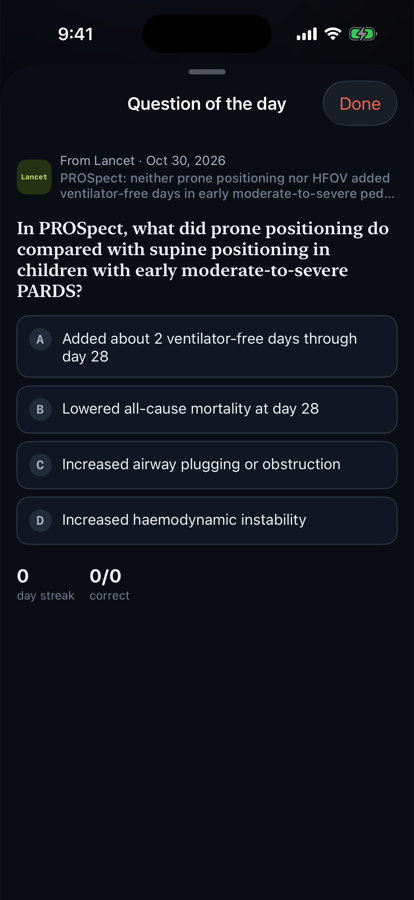 9:41
Question of the day
Done
Lancet
From Lancet · Oct 30, 2026
PROSpect: neither prone positioning nor HFOV added
ventilator-free days in early moderate-to-severe ped...
In PROSpect, what did prone positioning do
compared with supine positioning in
children with early moderate-to-severe
PARDS?
A
Added about 2 ventilator-free days through
day 28
B
Lowered all-cause mortality at day 28
C
Increased airway plugging or obstruction
D
Increased haemodynamic instability
0
day streak
0/0
correct